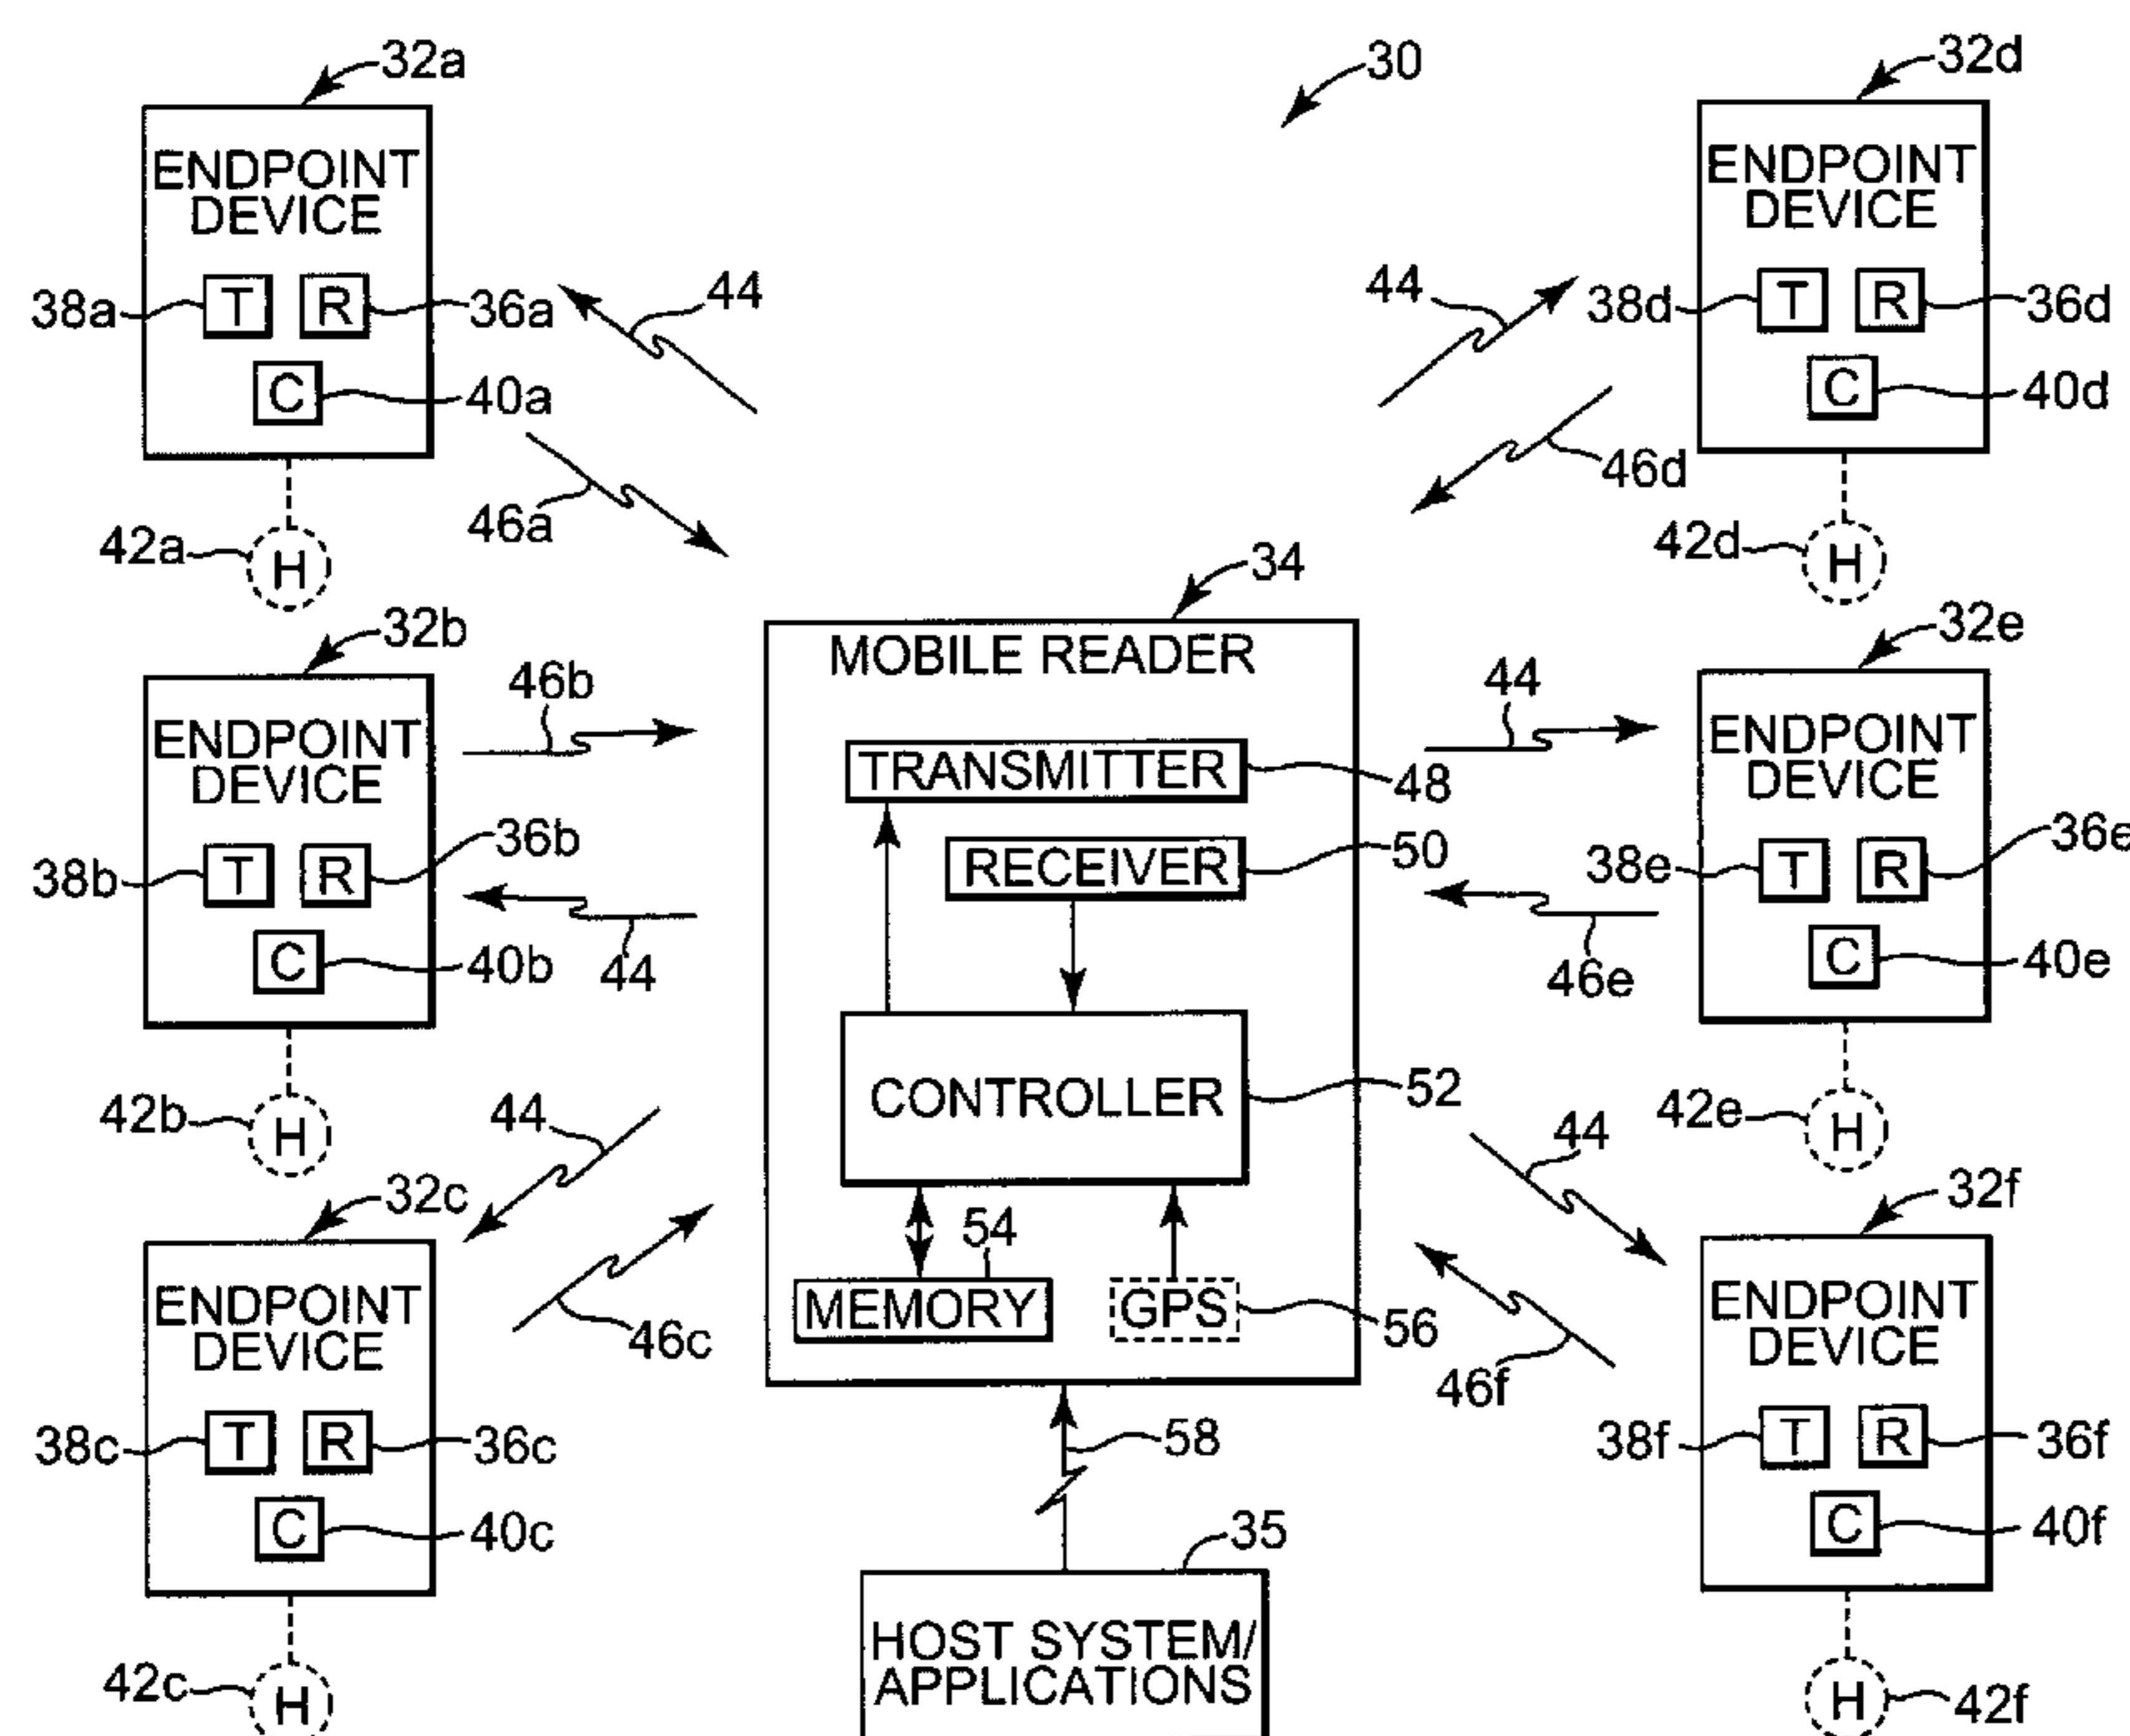 32a
ENDPOINT
DEVICE
38a
T
R
36a
C
40a
42a
H
44
46a
30
32d
ENDPOINT
DEVICE
38d
T
R
36d
C
40d
42d
H
44
46d
32b
ENDPOINT
DEVICE
38b
T
R
36b
C
40b
42b
H
46b
44
34
MOBILE READER
TRANSMITTER
48
RECEIVER
50
CONTROLLER
52
54
MEMORY
GPS
56
44
46e
32e
ENDPOINT
DEVICE
38e
T
R
36e
C
40e
42e
H
44
46c
32c
ENDPOINT
DEVICE
38c
T
R
36c
C
40c
42c
H
58
35
HOST SYSTEM/
APPLICATIONS
44
46f
32f
ENDPOINT
DEVICE
38f
T
R
36f
C
40f
H
42f